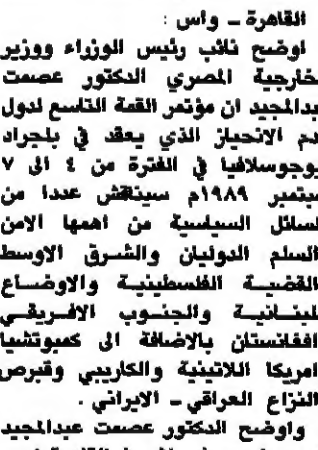 القاهرة ـ واس :
اوضح نائب رئيس الوزراء ووزير
خارجية المصري الدكتور عصمت
بدالمجيد ان مؤتمر القمة التاسع لدول
دم الانحياز الذي يعقد في بلجراد
يوجوسلافيا في الفترة من ٤ الى ٧
سبتمبر ١٩٨٩م سيناقش عددا من
لسائل السياسية من اهمها الامن
السلم الدوليان والشرق الاوسط
القضية الفلسطينية والاوضاع
لبنانية والجنوب الافريقي
افغانستان بالاضافة الى كمبوتشيا
امريكا اللاتينية والكاريبي وقبرص
النزاع العراقي ـ الايراني .
واوضح الدكتور عصمت عبدالمجيد